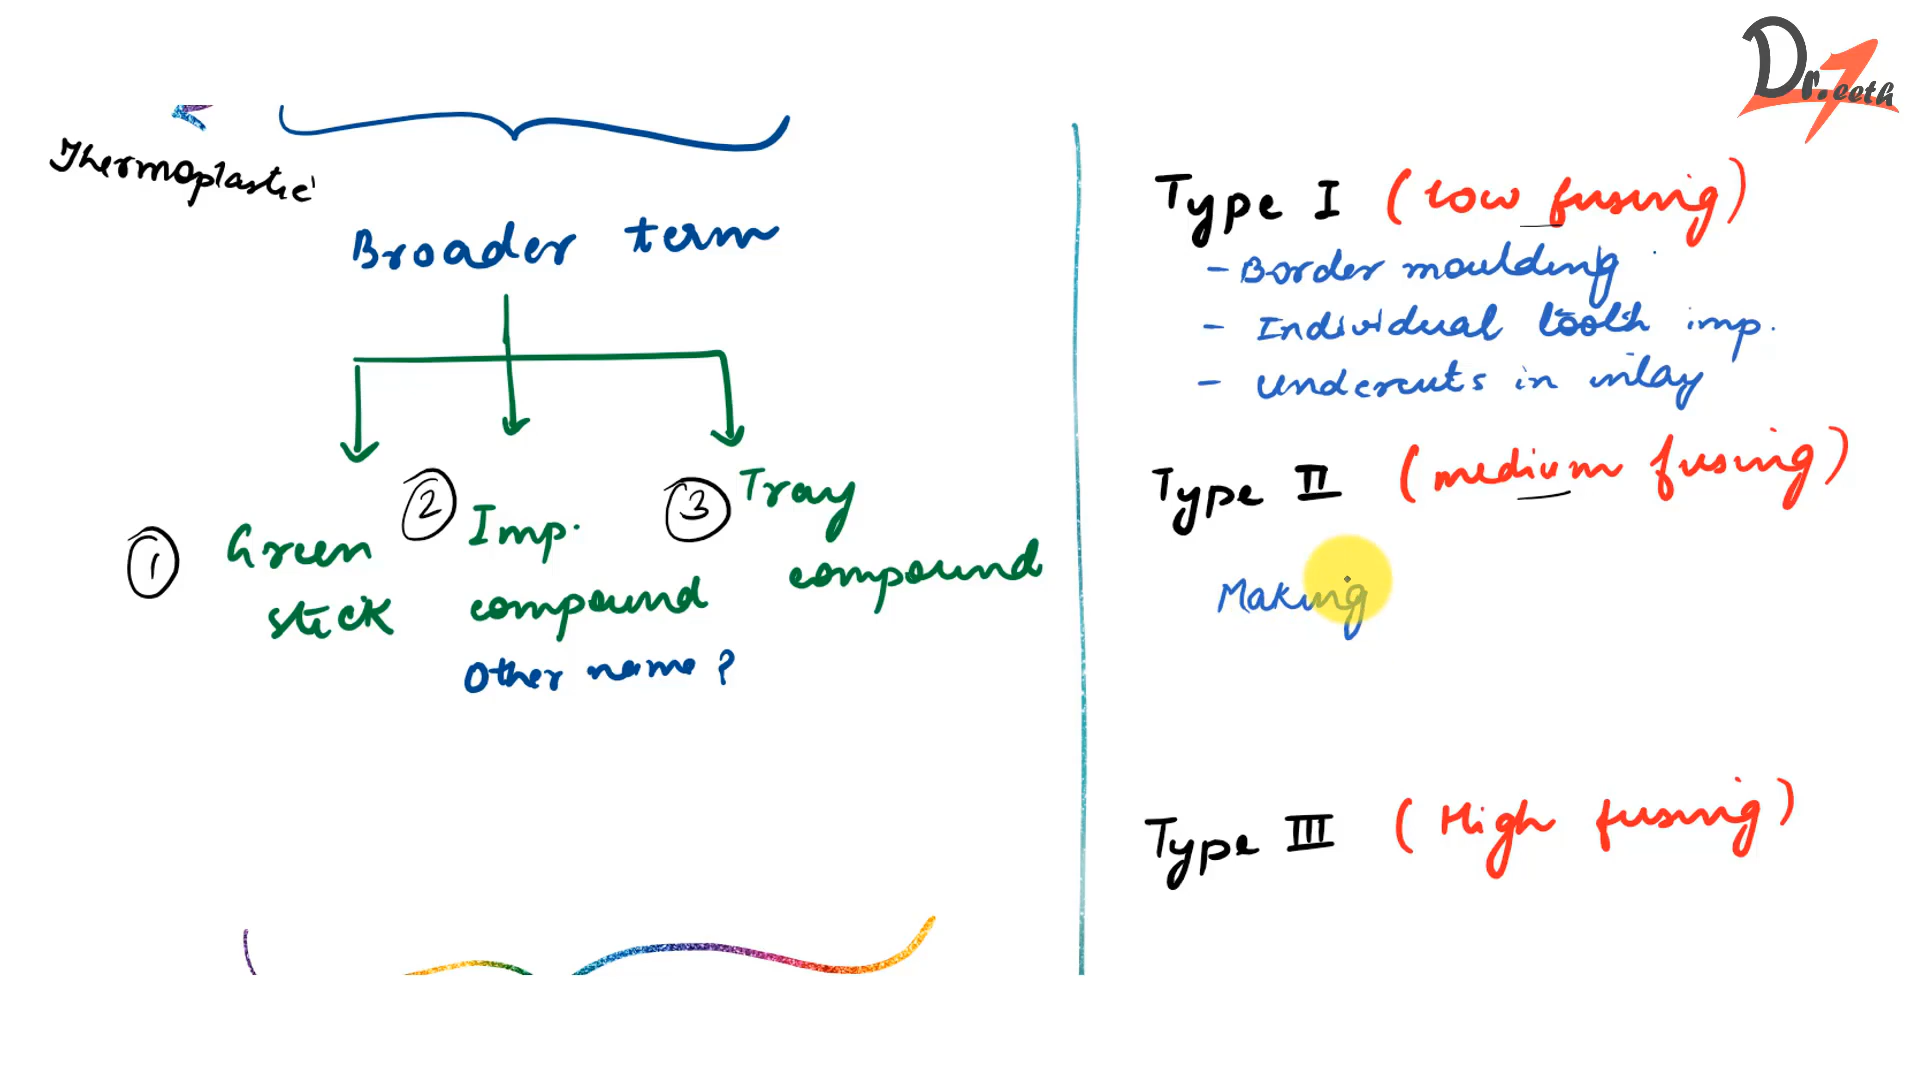 Dr.eeth
Thermoplastic
Broader term
① Green stick
② Imp. compound
Other name?
③ Tray compound
Type I (low fusing)
- Border moulding
- Individual tooth imp.
- undercuts in inlay
Type II (medium fusing)
Making
Type III (High fusing)